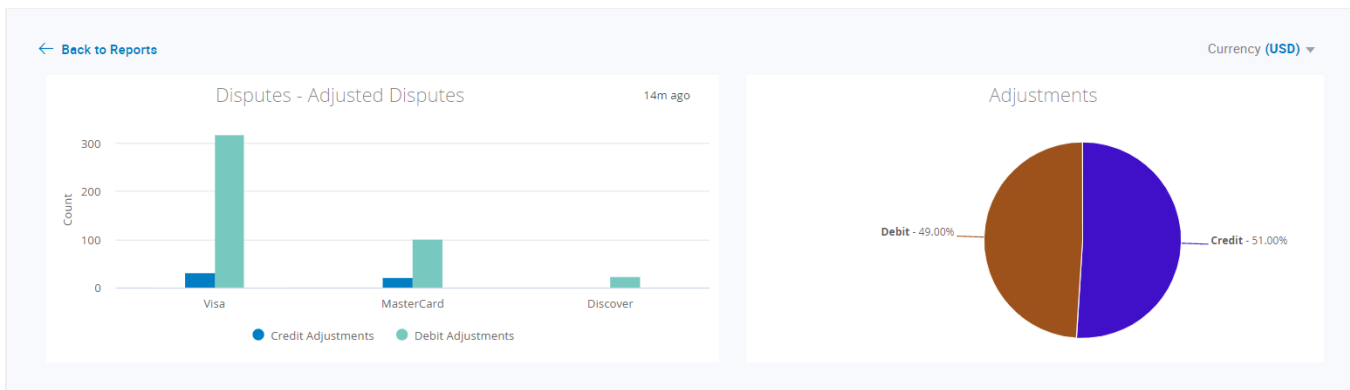 ← Back to Reports
Currency (USD)
Disputes - Adjusted Disputes
14m ago
300
200
100
0
Count
Visa
MasterCard
Discover
Credit Adjustments
Debit Adjustments
Adjustments
Debit - 49.00%
Credit - 51.00%